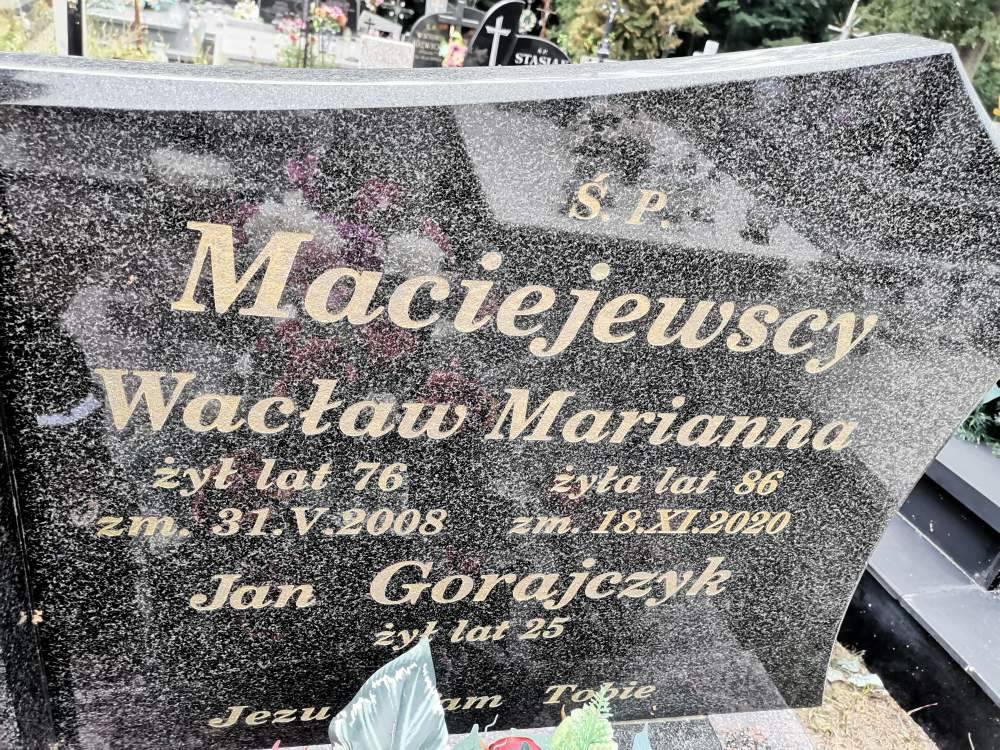 STASIAK
Ś. P.
Maciejewscy
Wacław Marianna
żył lat 76 żyła lat 86
zm. 31.V.2008 zm. 18.XI.2020
Jan Gorajczyk
żył lat 25
Jezu Tobie